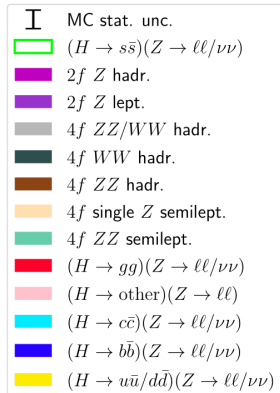 MC stat. unc.
(H → ss̄)(Z → ℓℓ/νν)
2f Z hadr.
2f Z lept.
4f ZZ/WW hadr.
4f WW hadr.
4f ZZ hadr.
4f single Z semilept.
4f ZZ semilept.
(H → gg)(Z → ℓℓ/νν)
(H → other)(Z → ℓℓ)
(H → cc̄)(Z → ℓℓ/νν)
(H → bb̄)(Z → ℓℓ/νν)
(H → uū/dd̄)(Z → ℓℓ/νν)